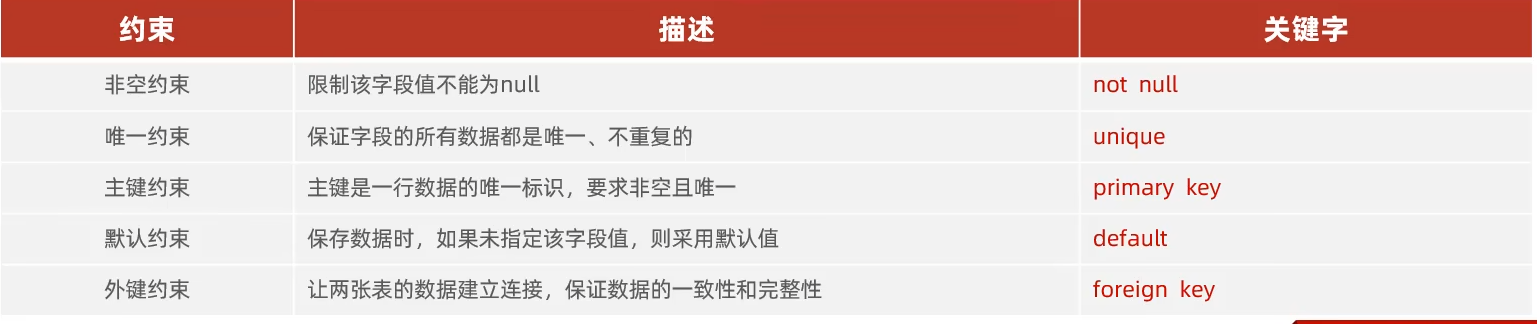 约束 描述 关键字
非空约束 限制该字段值不能为null not null
唯一约束 保证字段的所有数据都是唯一、不重复的 unique
主键约束 主键是一行数据的唯一标识，要求非空且唯一 primary key
默认约束 保存数据时，如果未指定该字段值，则采用默认值 default
外键约束 让两张表的数据建立连接，保证数据的一致性和完整性 foreign key